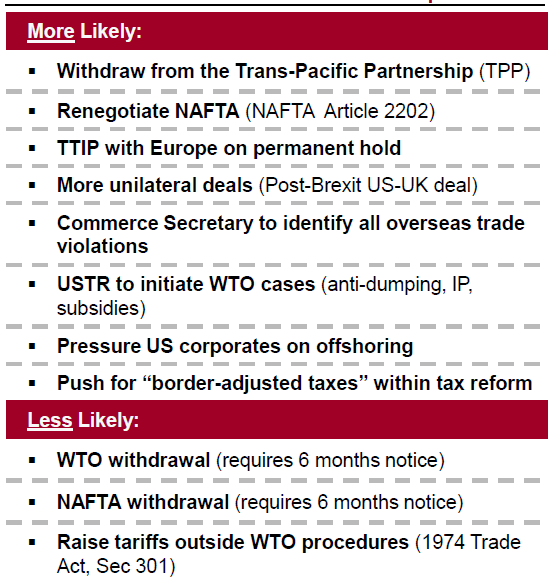 More Likely:
▪ Withdraw from the Trans-Pacific Partnership (TPP)
▪ Renegotiate NAFTA (NAFTA Article 2202)
▪ TTIP with Europe on permanent hold
▪ More unilateral deals (Post-Brexit US-UK deal)
▪ Commerce Secretary to identify all overseas trade
violations
▪ USTR to initiate WTO cases (anti-dumping, IP,
subsidies)
▪ Pressure US corporates on offshoring
▪ Push for “border-adjusted taxes” within tax reform
Less Likely:
▪ WTO withdrawal (requires 6 months notice)
▪ NAFTA withdrawal (requires 6 months notice)
▪ Raise tariffs outside WTO procedures (1974 Trade
Act, Sec 301)